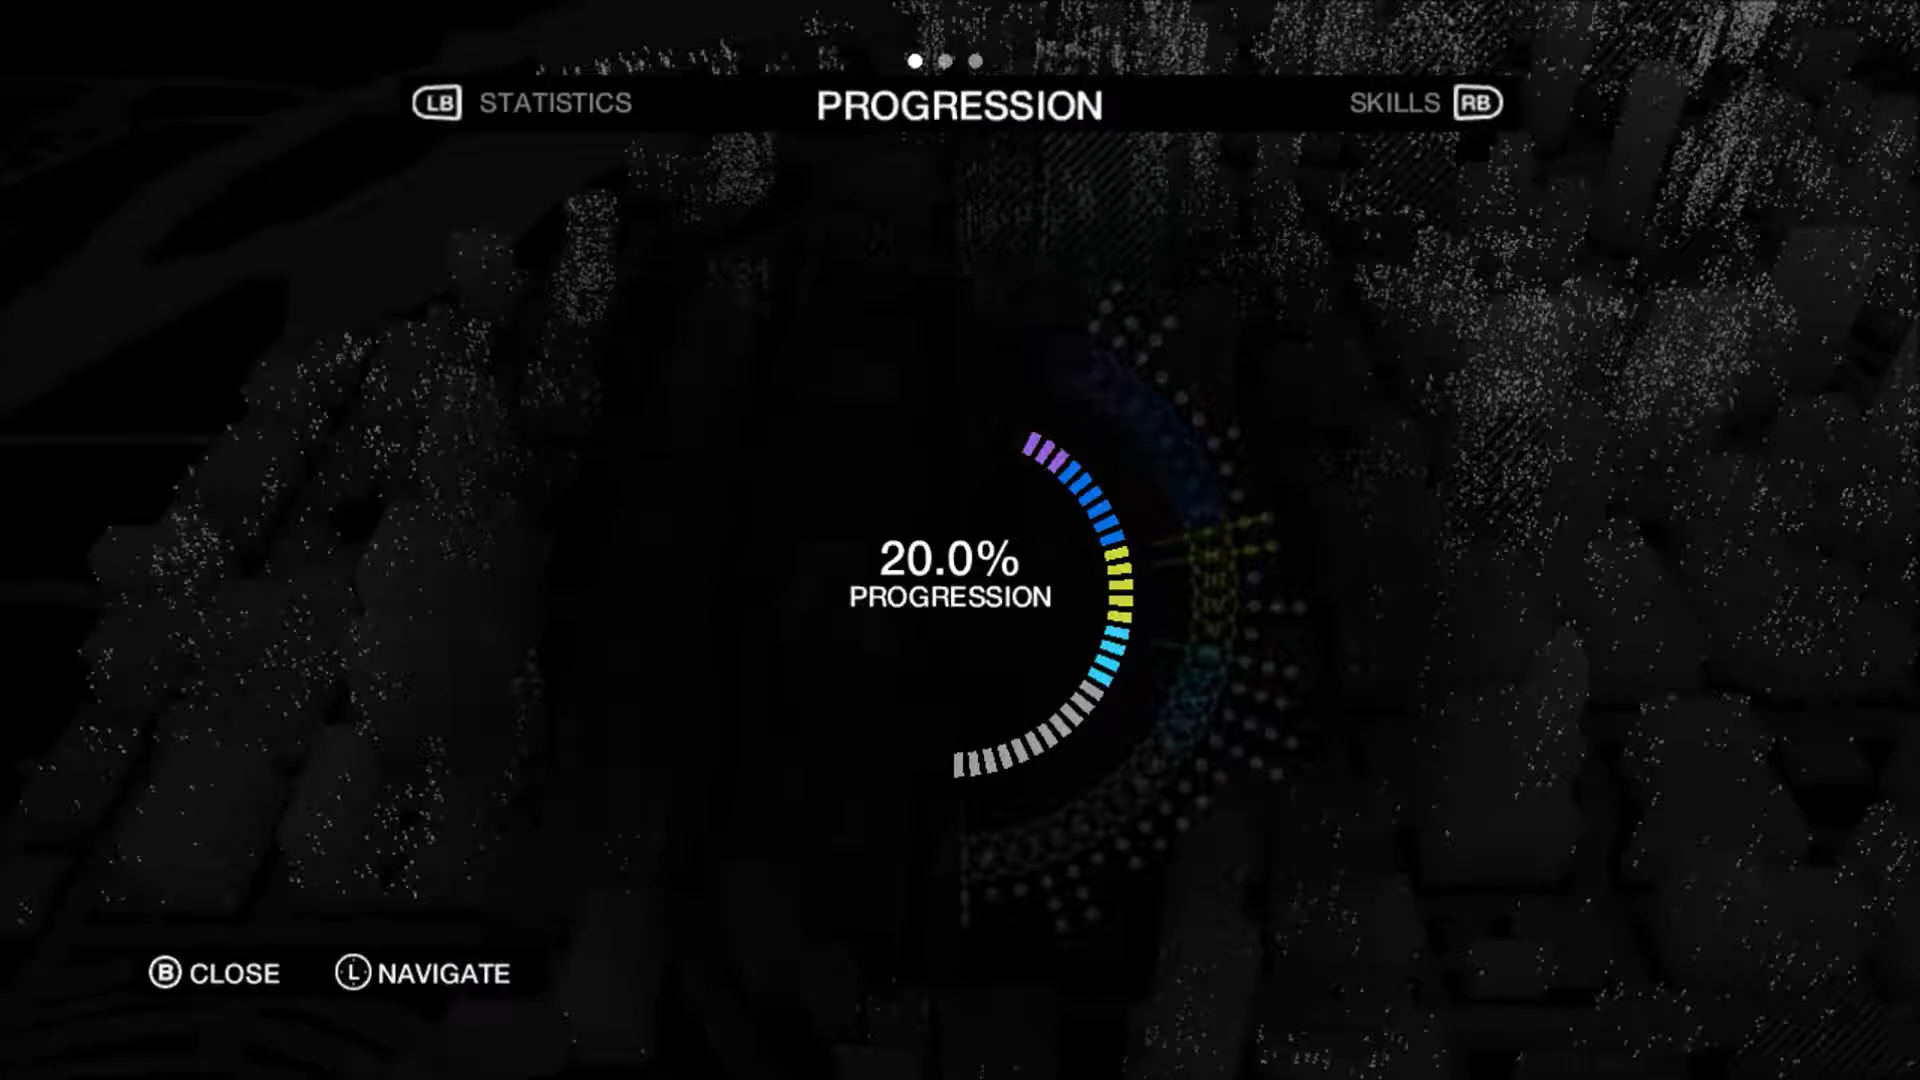 LB STATISTICS
PROGRESSION
SKILLS RB
20.0%
PROGRESSION
B CLOSE
L NAVIGATE